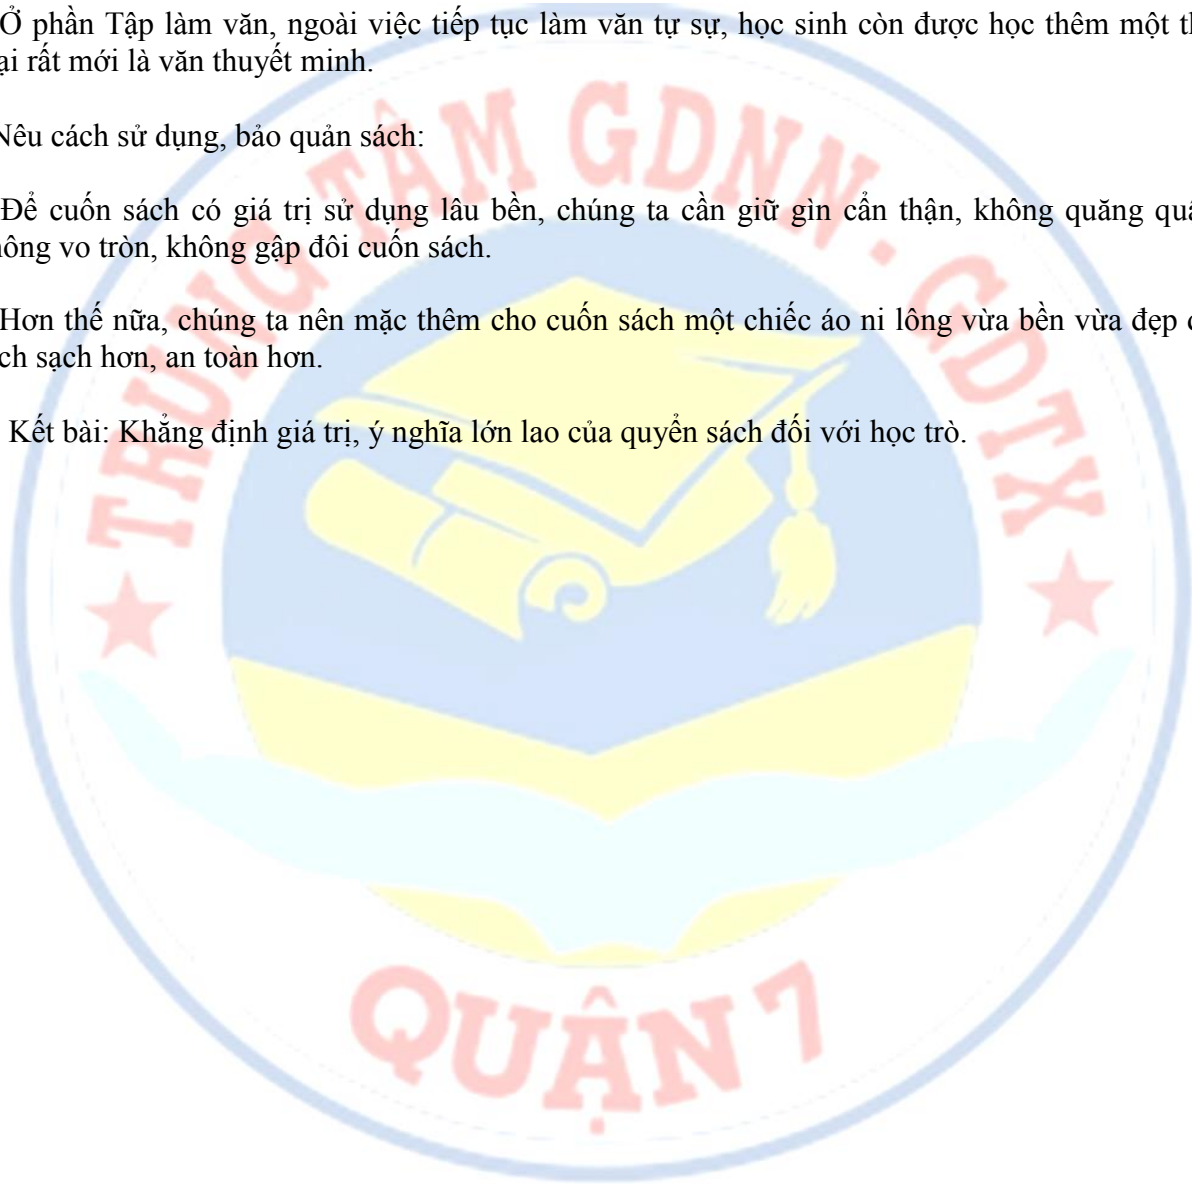 Ở phần Tập làm văn, ngoài việc tiếp tục làm văn tự sự, học sinh còn được học thêm một
rất mới là văn thuyết minh.
Nêu cách sử dụng, bảo quản sách:
Để cuốn sách có giá trị sử dụng lâu bền, chúng ta cần giữ gìn cẩn thận, không quăng
vo tròn, không gập đôi cuốn sách.
Hơn thế nữa, chúng ta nên mặc thêm cho cuốn sách một chiếc áo ni lông vừa bền vừa đẹp
sạch hơn, an toàn hơn.
Kết bài: Khẳng định giá trị, ý nghĩa lớn lao của quyển sách đối với học trò.
TRUNG TÂM GDNN - GDTX
QUẬN 7